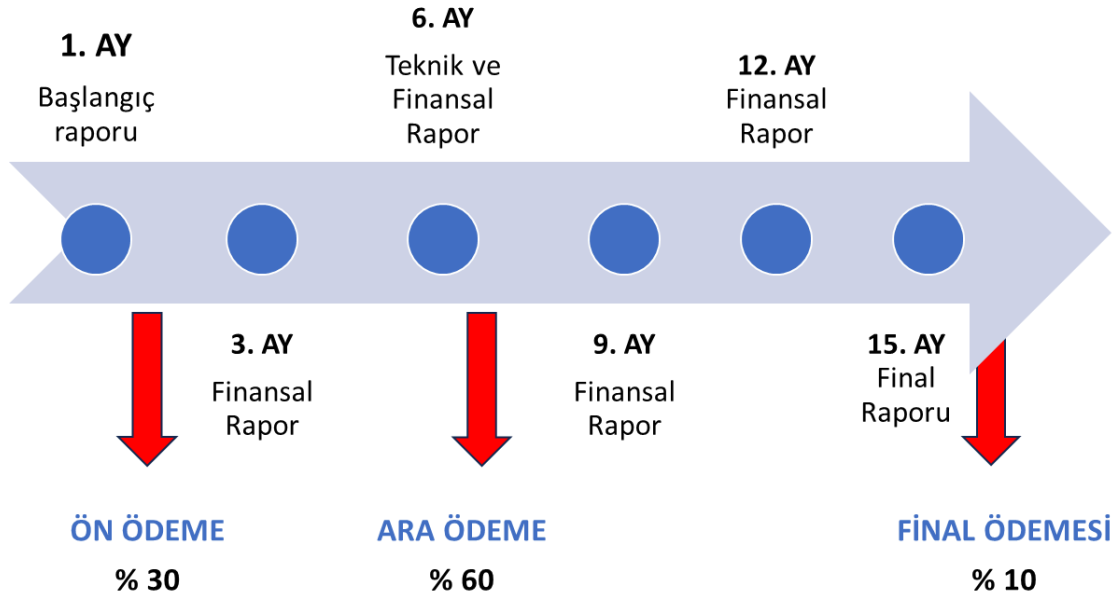 1. AY
Başlangıç
raporu
6. AY
Teknik ve
Finansal
Rapor
12. AY
Finansal
Rapor
3. AY
Finansal
Rapor
9. AY
Finansal
Rapor
15. AY
Final
Raporu
ÖN ÖDEME
% 30
ARA ÖDEME
% 60
FİNAL ÖDEMESİ
% 10